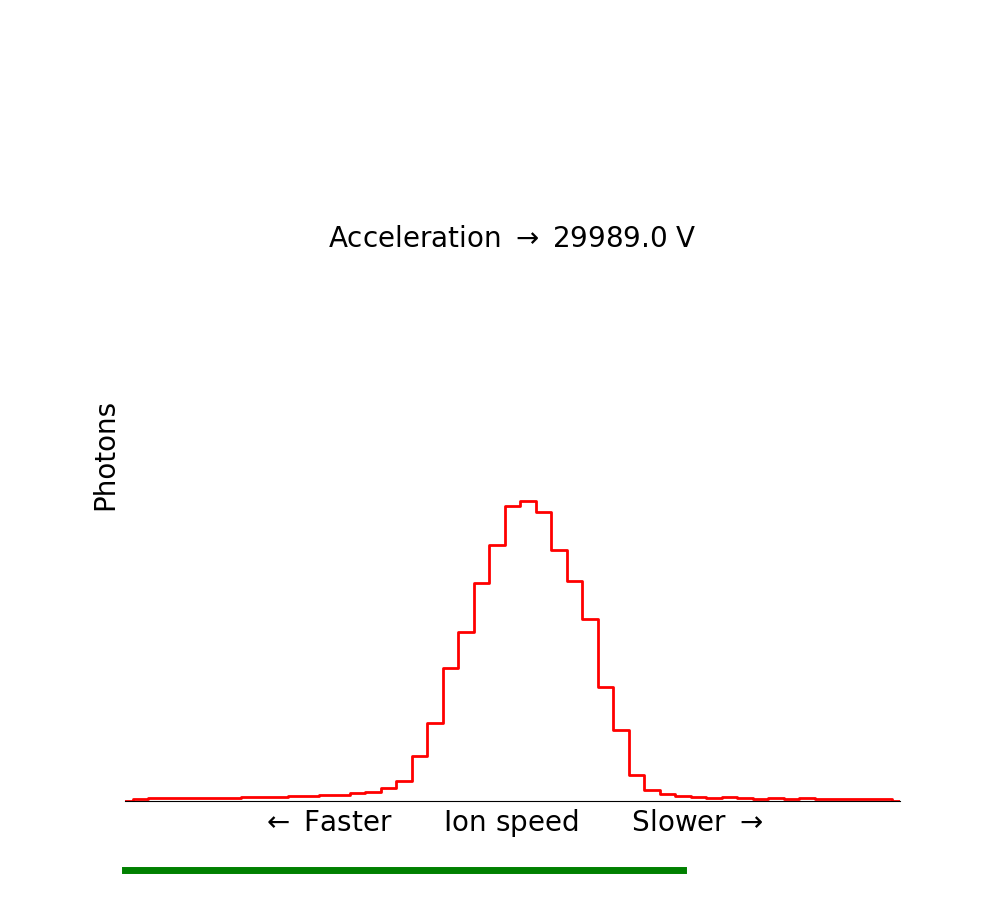 Acceleration → 29989.0 V
Photons
← Faster Ion speed Slower →